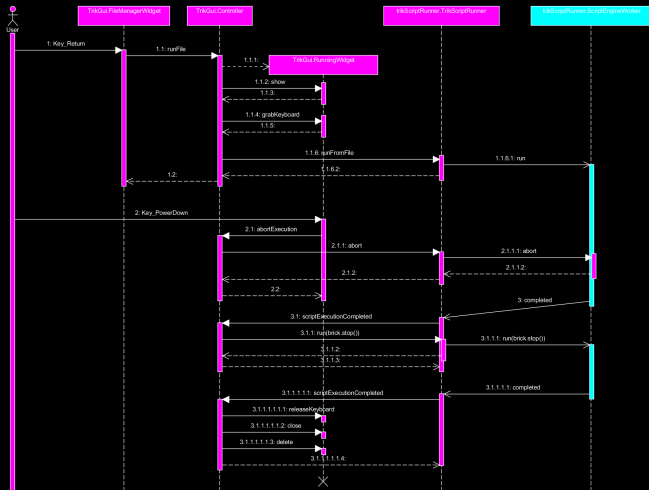 TrikGui.FileManagerWidget
TrikGui.Controller
trikScriptRunner.TrikScriptRunner
trikScriptRunner.ScriptEngineWorker
User
1: Key_Return
1.1: runFile
1.1.1:
TrikGui.RunningWidget
1.1.2: show
1.1.3:
1.1.4: grabKeyboard
1.1.5:
1.1.6: runFromFile
1.1.6.1: run
1.1.6.2:
1.2:
2: Key_PowerDown
2.1: abortExecution
2.1.1: abort
2.1.1.1: abort
2.1.1.2:
2.1.2:
2.2:
3: completed
3.1: scriptExecutionCompleted
3.1.1: run(brick.stop())
3.1.1.1: run(brick.stop())
3.1.1.2:
3.1.1.3:
3.1.1.1.1: completed
3.1.1.1.1.1: scriptExecutionCompleted
3.1.1.1.1.1.1: releaseKeyboard
3.1.1.1.1.1.2: close
3.1.1.1.1.1.3: delete
3.1.1.1.1.1.4: